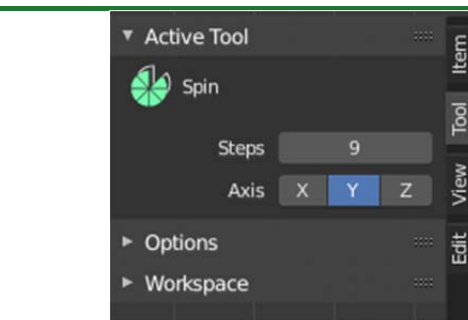 Active Tool
Spin
Steps 9
Axis X Y Z
Options
Workspace
Item
Tool
View
Edit